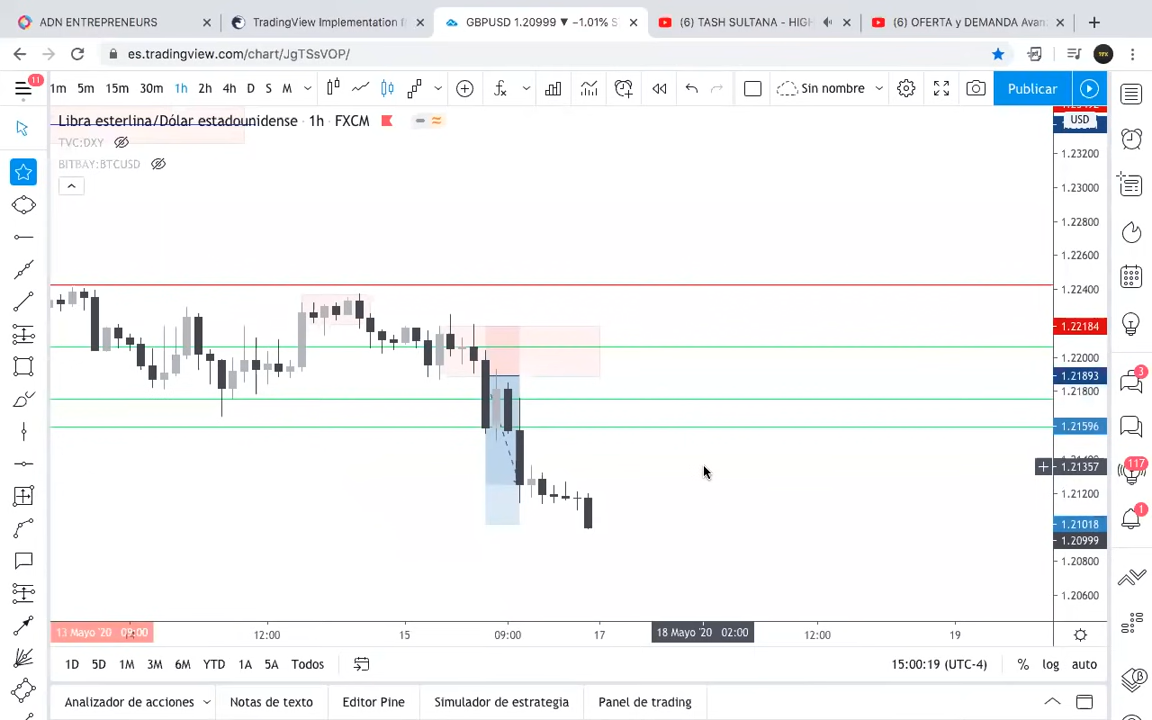 ADN ENTREPRENEURS
TradingView Implementation (
GBPUSD 1.20999 ▼ −1.01% S
(6) TASH SULTANA - HIGH
(6) OFERTA y DEMANDA Avan
es.tradingview.com/chart/JgTSsVOP/
11
1m 5m 15m 30m 1h 2h 4h D S M
Sin nombre
Publicar
Libra esterlina/Dólar estadounidense · 1h · FXCM
TVC:DXY
BITBAY:BTCUSD
USD
1.23200
1.23000
1.22800
1.22600
1.22400
1.22184
1.22000
1.21893
1.21800
1.21596
1.21357
1.21200
1.21018
1.20999
1.20800
1.20600
3
117
1
13 Mayo '20 09:00
12:00
15
09:00
17
18 Mayo '20 02:00
12:00
19
1D 5D 1M 3M 6M YTD 1A 5A Todos
15:00:19 (UTC-4)
% log auto
Analizador de acciones
Notas de texto
Editor Pine
Simulador de estrategia
Panel de trading